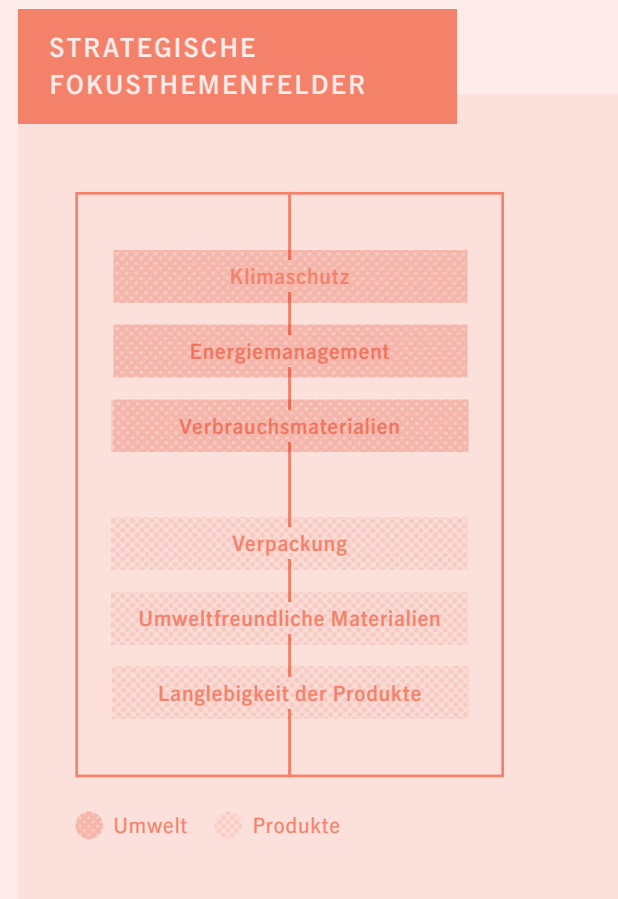 STRATEGISCHE
FOKUSTHEMENFELDER
Klimaschutz
Energiemanagement
Verbrauchsmaterialien
Verpackung
Umweltfreundliche Materialien
Langlebigkeit der Produkte
Umwelt Produkte